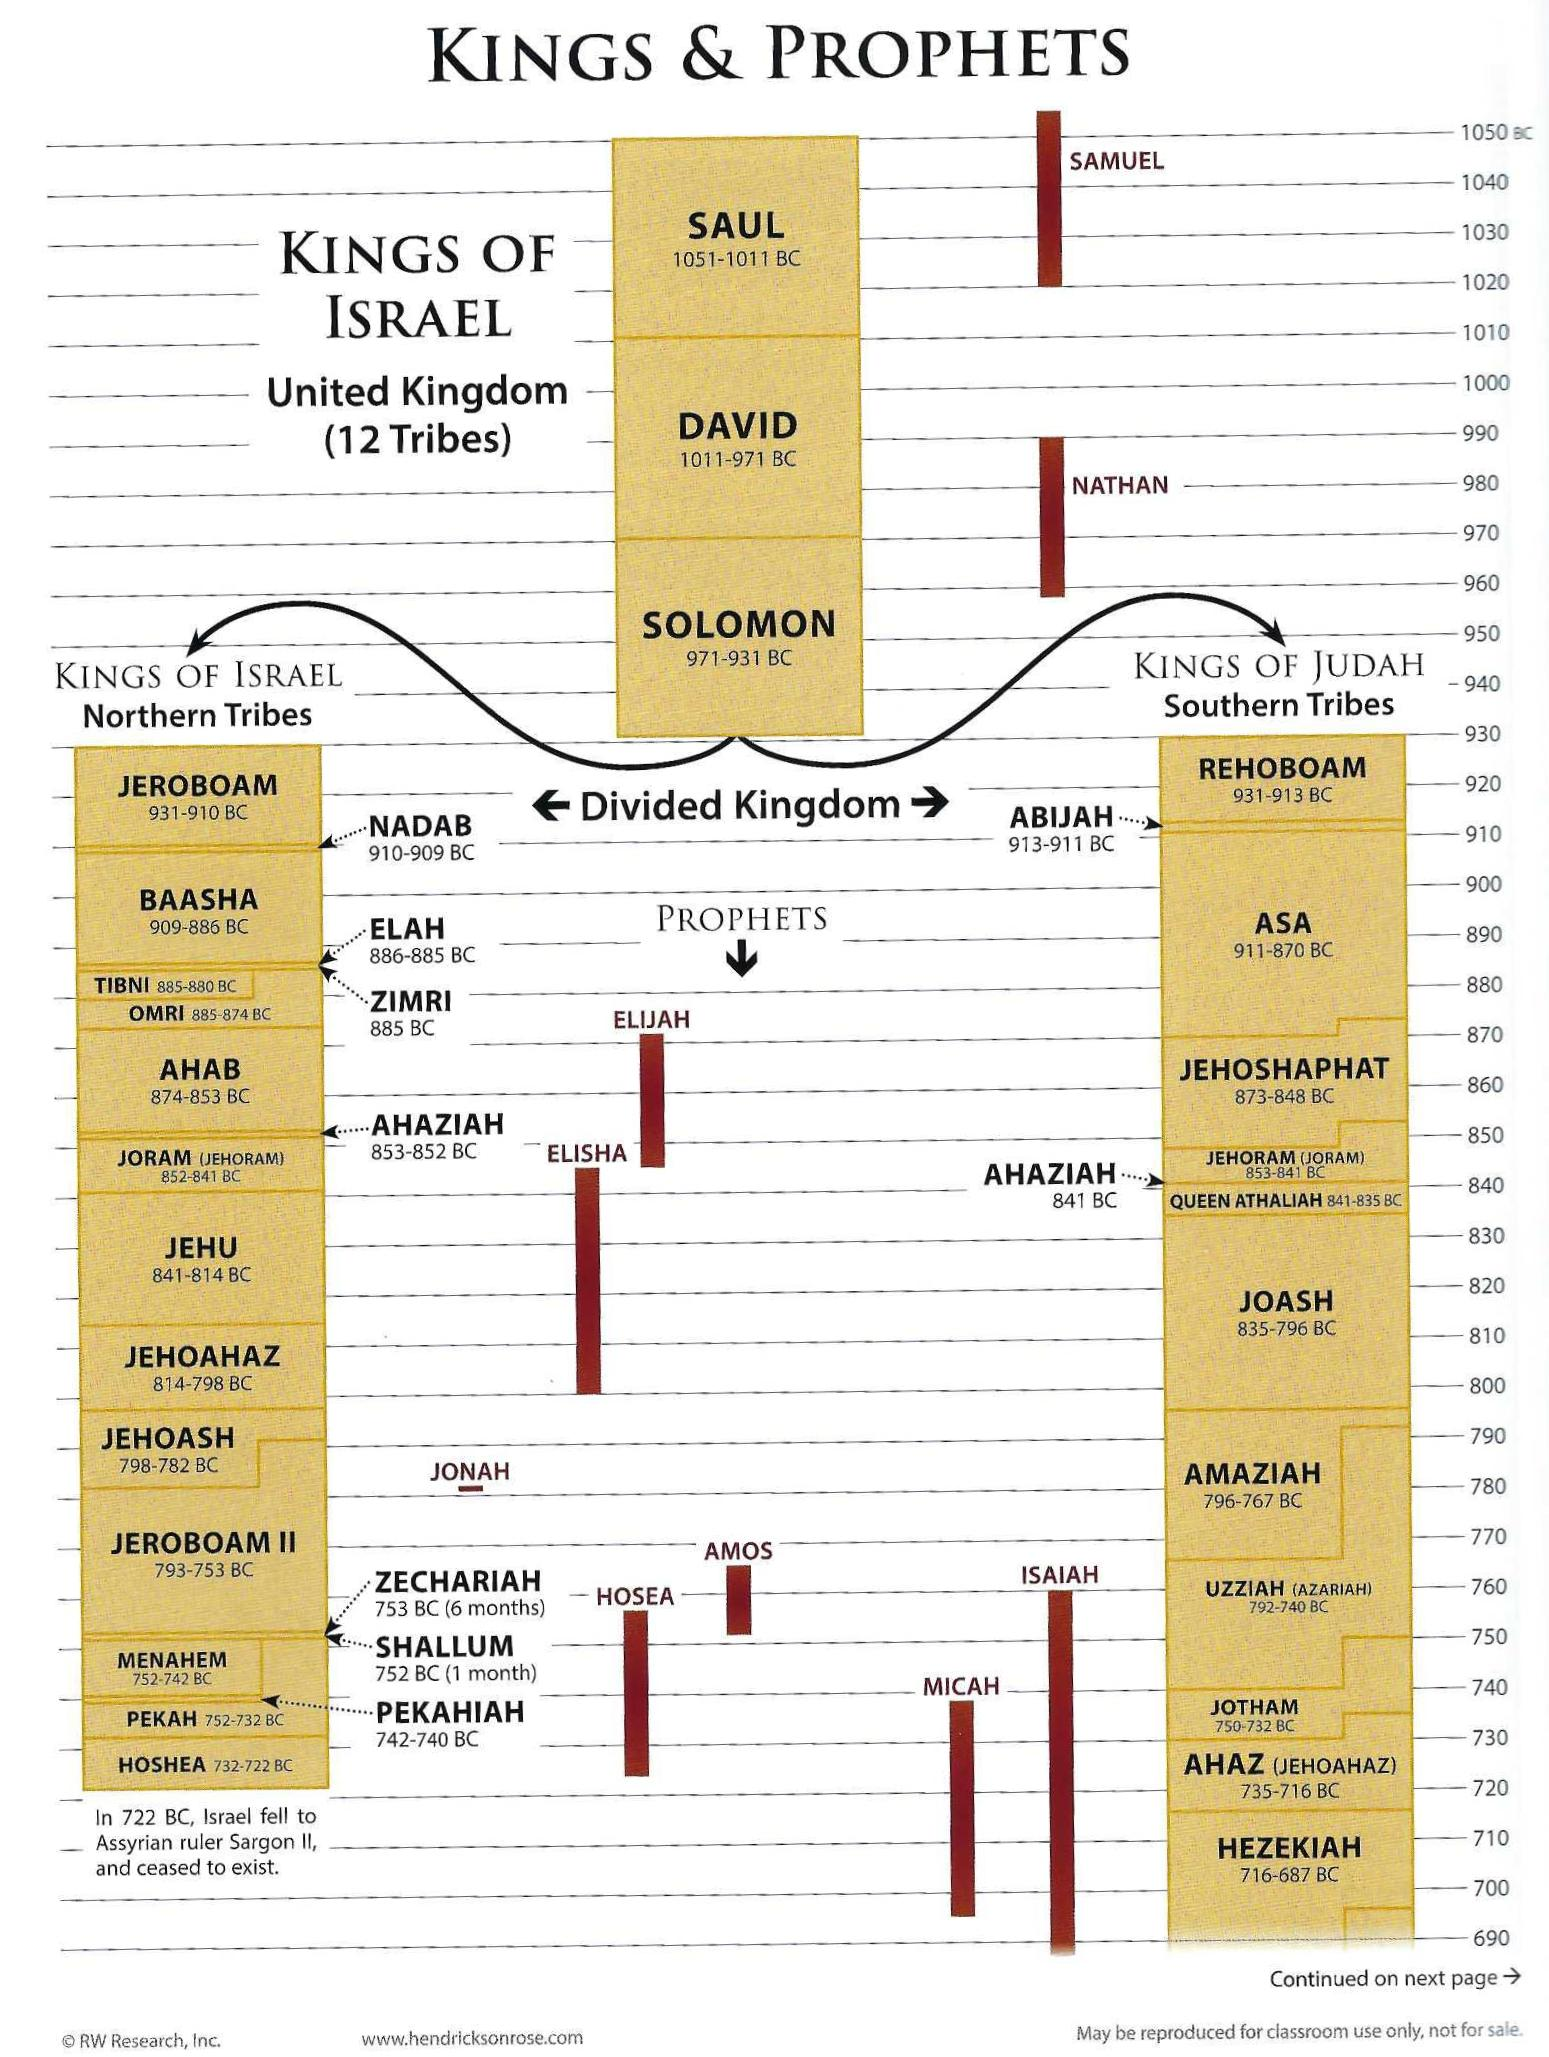 KINGS & PROPHETS
1050 BC
SAMUEL
1040
SAUL
1051-1011 BC
1030
KINGS OF
ISRAEL
1020
1010
United Kingdom
(12 Tribes)
1000
DAVID
1011-971 BC
990
NATHAN
980
970
960
SOLOMON
971-931 BC
950
KINGS OF ISRAEL
Northern Tribes
KINGS OF JUDAH
Southern Tribes
940
930
JEROBOAM
931-910 BC
REHOBOAM
931-913 BC
920
← Divided Kingdom →
NADAB
910-909 BC
ABIJAH
913-911 BC
910
BAASHA
909-886 BC
900
PROPHETS
ASA
911-870 BC
ELAH
886-885 BC
890
TIBNI 885-880 BC
880
ZIMRI
885 BC
OMRI 885-874 BC
ELIJAH
870
AHAB
874-853 BC
JEHOSHAPHAT
873-848 BC
860
AHAZIAH
853-852 BC
850
JORAM (JEHORAM)
852-841 BC
ELISHA
JEHORAM (JORAM)
853-841 BC
AHAZIAH
841 BC
840
QUEEN ATHALIAH 841-835 BC
830
JEHU
841-814 BC
820
JOASH
835-796 BC
810
JEHOAHAZ
814-798 BC
800
JEHOASH
798-782 BC
790
JONAH
AMAZIAH
796-767 BC
780
JEROBOAM II
793-753 BC
770
AMOS
ISAIAH
ZECHARIAH
753 BC (6 months)
HOSEA
UZZIAH (AZARIAH)
792-740 BC
760
SHALLUM
752 BC (1 month)
750
MENAHEM
752-742 BC
MICAH
740
PEKAHIAH
742-740 BC
PEKAH 752-732 BC
JOTHAM
750-732 BC
730
HOSHEA 732-722 BC
AHAZ (JEHOAHAZ)
735-716 BC
720
In 722 BC, Israel fell to
Assyrian ruler Sargon II,
and ceased to exist.
710
HEZEKIAH
716-687 BC
700
690
Continued on next page →
© RW Research, Inc.
www.hendricksonrose.com
May be reproduced for classroom use only, not for sale.